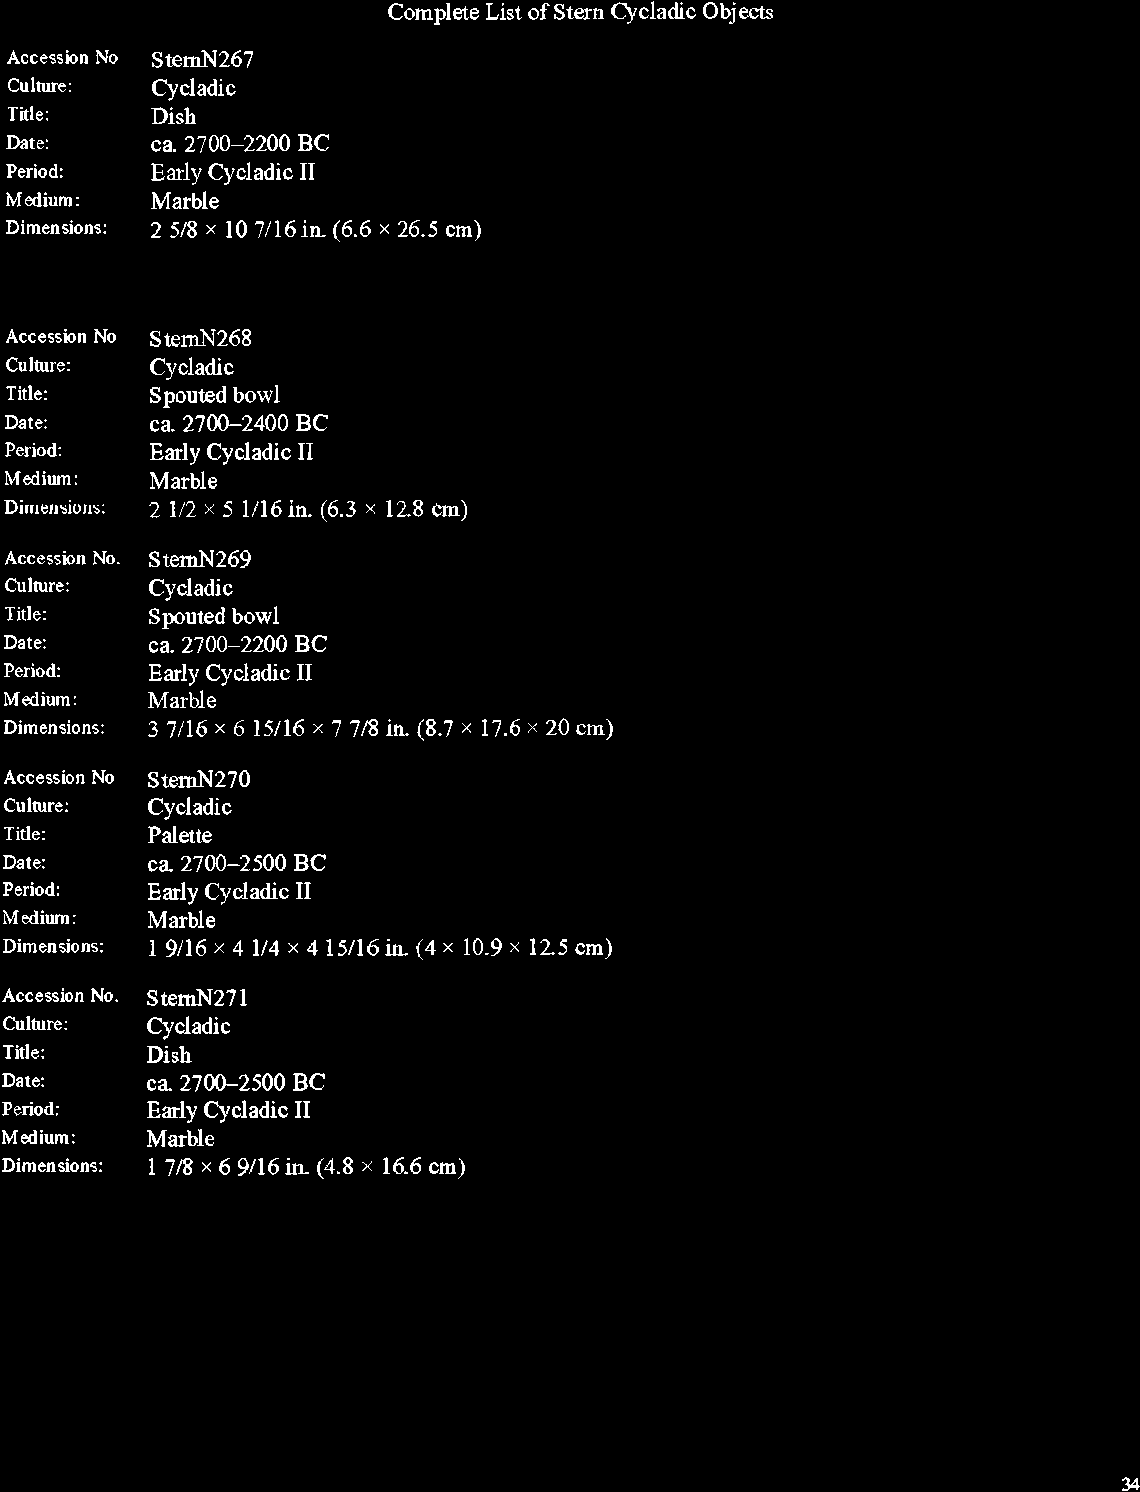 Complete List of Stern Cycladic Objects
Accession No StemN267
Culture: Cycladic
Title: Dish
Date: ca. 2700–2200 BC
Period: Early Cycladic II
Medium: Marble
Dimensions: 2 5/8 × 10 7/16 in. (6.6 × 26.5 cm)
Accession No SternN268
Culture: Cycladic
Title: Spouted bowl
Date: ca. 2700–2400 BC
Period: Early Cycladic II
Medium: Marble
Dimensions: 2 1/2 × 5 1/16 in. (6.3 × 12.8 cm)
Accession No. SternN269
Culture: Cycladic
Title: Spouted bowl
Date: ca. 2700–2200 BC
Period: Early Cycladic II
Medium: Marble
Dimensions: 3 7/16 × 6 15/16 × 7 7/8 in. (8.7 × 17.6 × 20 cm)
Accession No SternN270
Culture: Cycladic
Title: Palette
Date: ca. 2700–2500 BC
Period: Early Cycladic II
Medium: Marble
Dimensions: 1 9/16 × 4 1/4 × 4 15/16 in. (4 × 10.9 × 12.5 cm)
Accession No. SternN271
Culture: Cycladic
Title: Dish
Date: ca. 2700–2500 BC
Period: Early Cycladic II
Medium: Marble
Dimensions: 1 7/8 × 6 9/16 in. (4.8 × 16.6 cm)
34